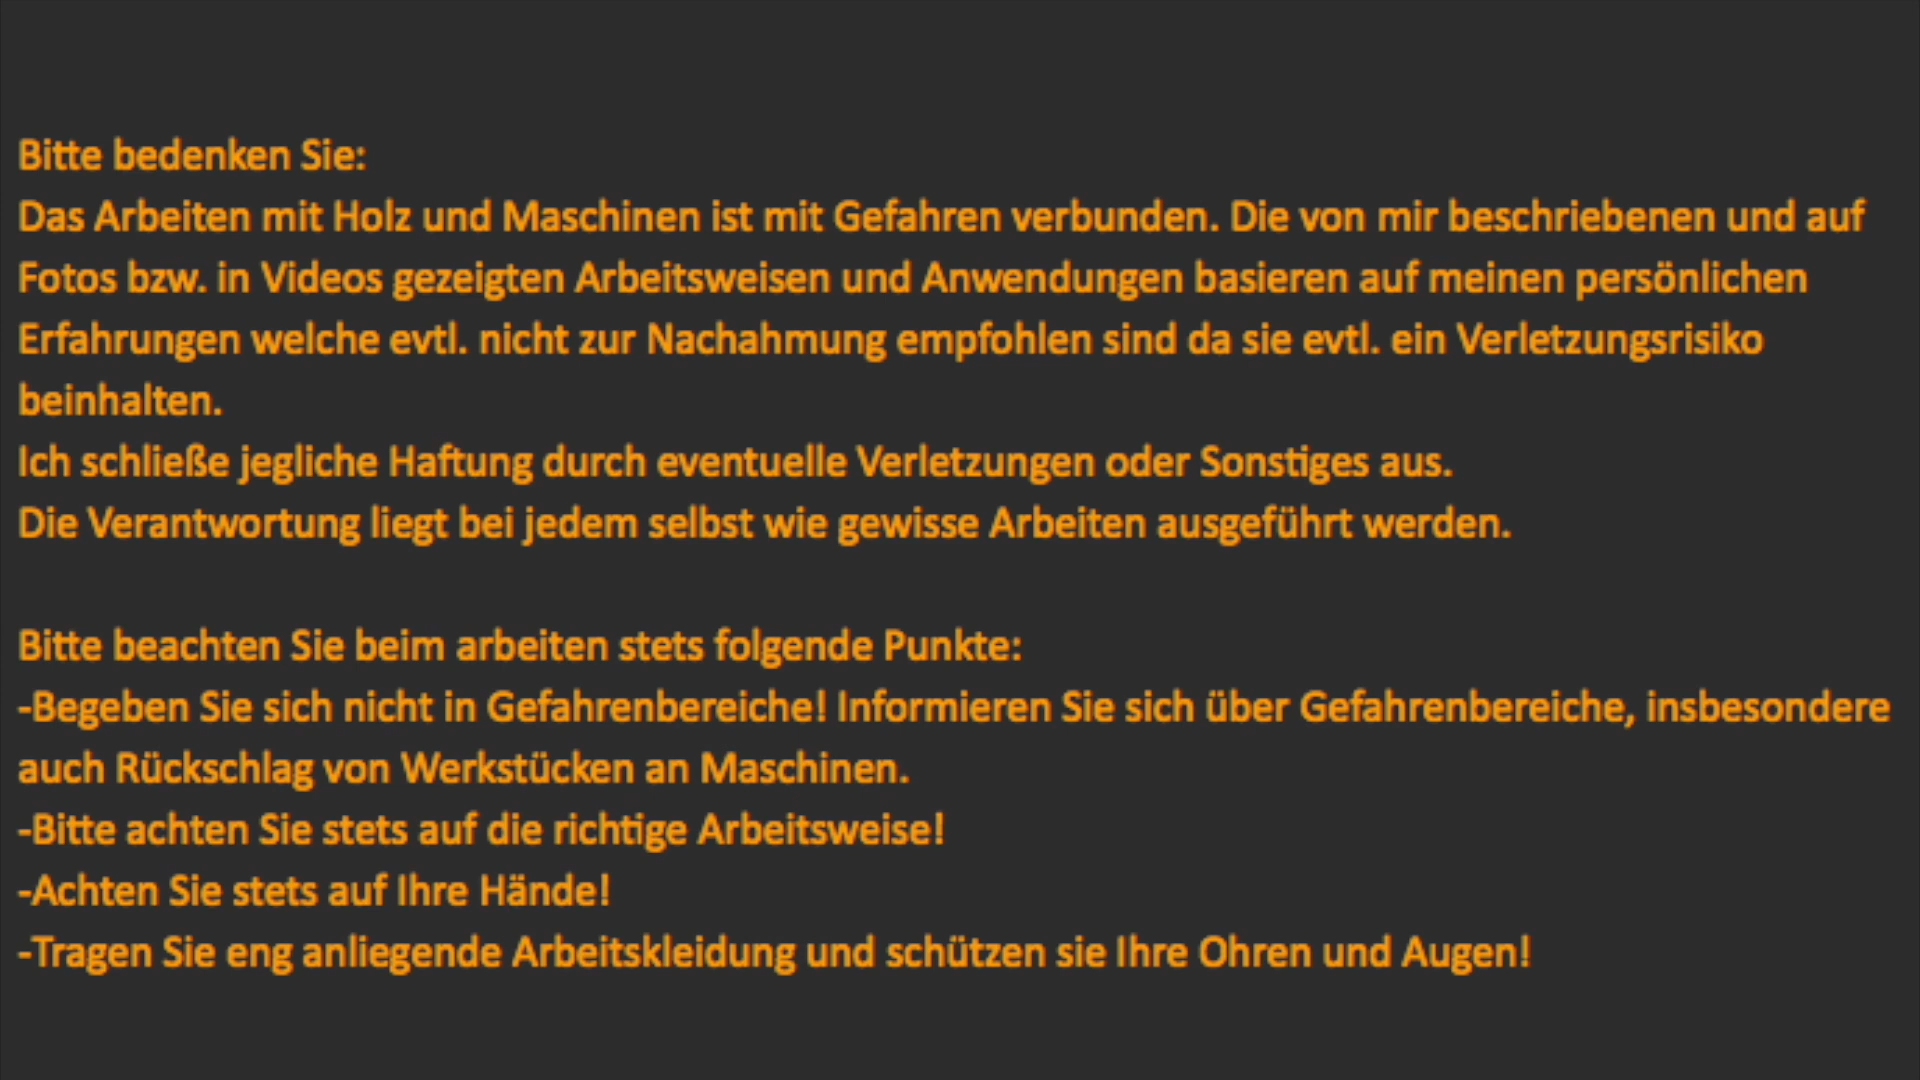 Bitte bedenken Sie:
Das Arbeiten mit Holz und Maschinen ist mit Gefahren verbunden. Die von mir beschriebenen und auf
Fotos bzw. in Videos gezeigten Arbeitsweisen und Anwendungen basieren auf meinen persönlichen
Erfahrungen welche evtl. nicht zur Nachahmung empfohlen sind da sie evtl. ein Verletzungsrisiko
beinhalten.
Ich schließe jegliche Haftung durch eventuelle Verletzungen oder Sonstiges aus.
Die Verantwortung liegt bei jedem selbst wie gewisse Arbeiten ausgeführt werden.
Bitte beachten Sie beim arbeiten stets folgende Punkte:
-Begeben Sie sich nicht in Gefahrenbereiche! Informieren Sie sich über Gefahrenbereiche, insbesondere
auch Rückschlag von Werkstücken an Maschinen.
-Bitte achten Sie stets auf die richtige Arbeitsweise!
-Achten Sie stets auf Ihre Hände!
-Tragen Sie eng anliegende Arbeitskleidung und schützen sie Ihre Ohren und Augen!